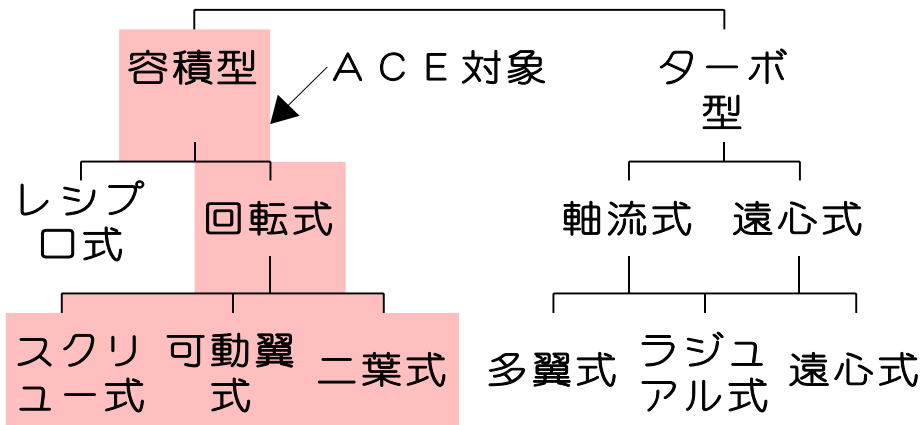 容積型
ACE対象
ターボ
型
レシプ
ロ式
回転式
軸流式
遠心式
スクリ
ュー式
可動翼
式
二葉式
多翼式
ラジュ
アル式
遠心式